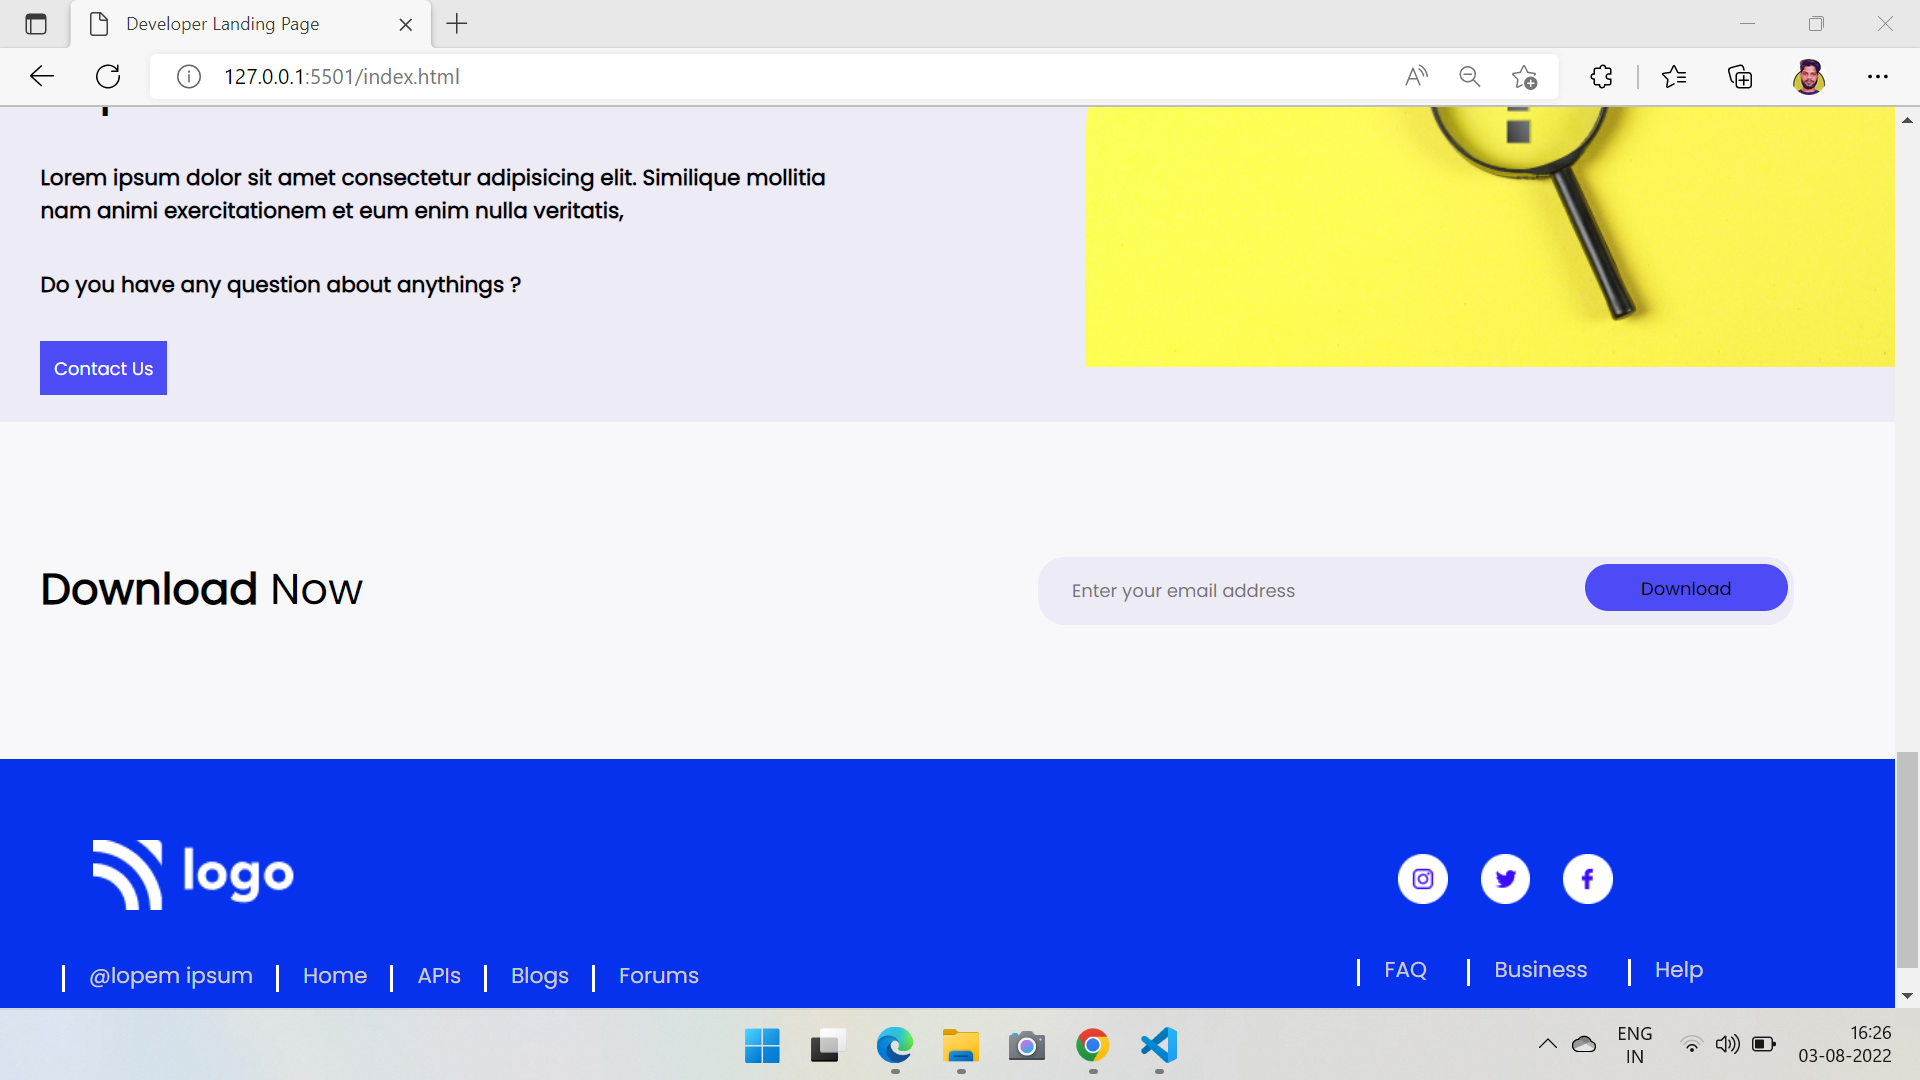 Developer Landing Page
127.0.0.1:5501/index.html
Lorem ipsum dolor sit amet consectetur adipisicing elit. Similique mollitia
nam animi exercitationem et eum enim nulla veritatis,
Do you have any question about anythings ?
Contact Us
Download Now
Enter your email address
Download
logo
@lopem ipsum
Home
APIs
Blogs
Forums
FAQ
Business
Help
ENG
IN
16:26
03-08-2022